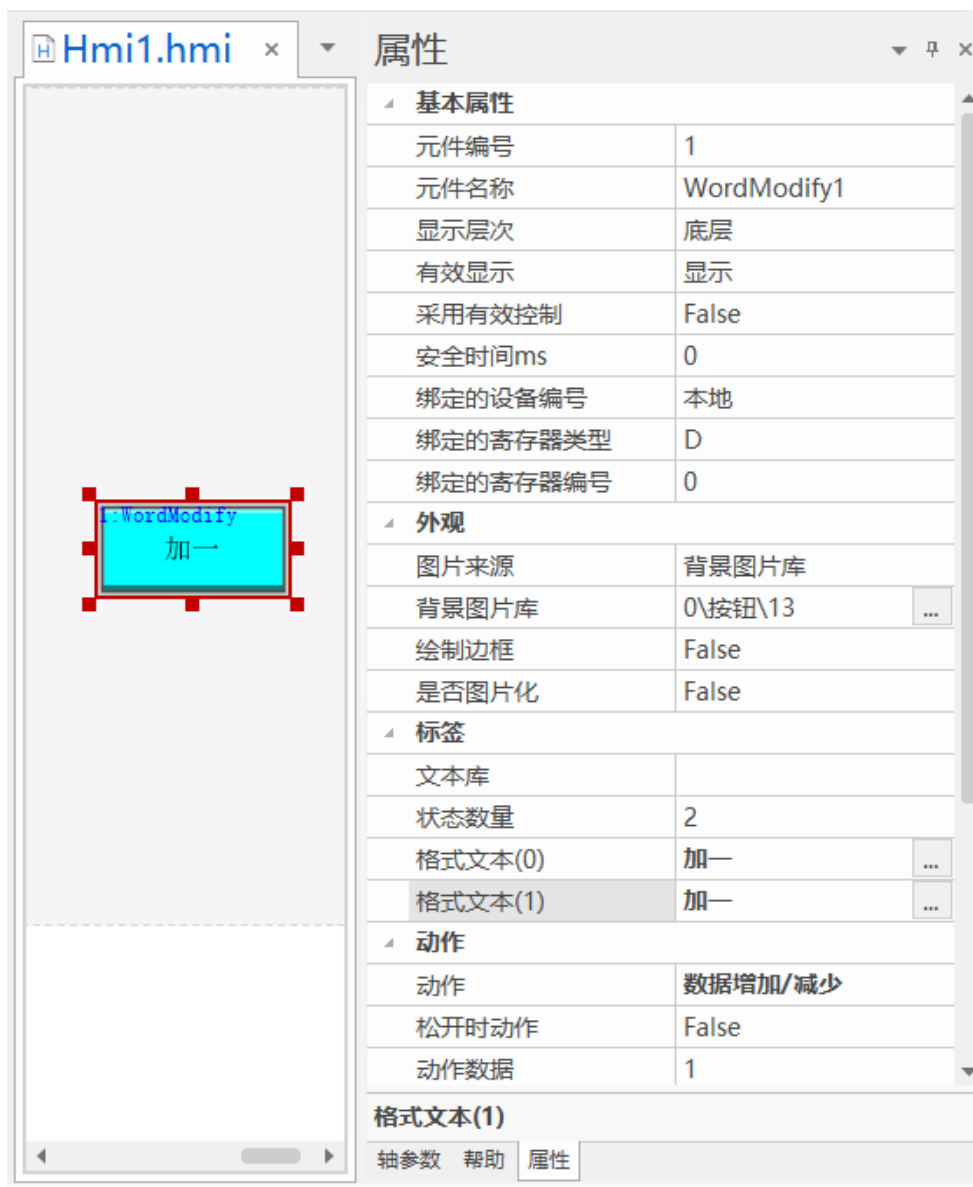 Hmi1.hmi
1:WordModify
加一
属性
基本属性
元件编号 1
元件名称 WordModify1
显示层次 底层
有效显示 显示
采用有效控制 False
安全时间ms 0
绑定的设备编号 本地
绑定的寄存器类型 D
绑定的寄存器编号 0
外观
图片来源 背景图片库
背景图片库 0\按钮\13 ...
绘制边框 False
是否图片化 False
标签
文本库
状态数量 2
格式文本(0) 加一 ...
格式文本(1) 加一 ...
动作
动作 数据增加/减少
松开时动作 False
动作数据 1
格式文本(1)
轴参数 帮助 属性